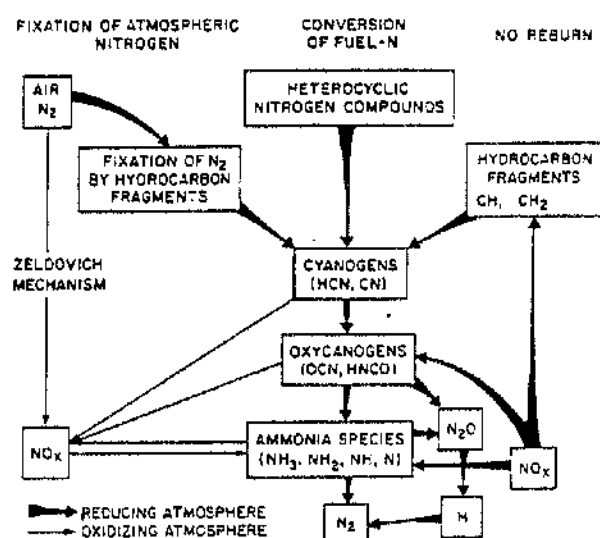 FIXATION OF ATMOSPHERIC
NITROGEN
CONVERSION
OF FUEL-N
NO REBURN
AIR
N2
HETEROCYCLIC
NITROGEN COMPOUNDS
FIXATION OF N2
BY HYDROCARBON
FRAGMENTS
HYDROCARBON
FRAGMENTS
CH, CH2
ZELDOVICH
MECHANISM
CYANOGENS
(HCN, CN)
OXYCANOGENS
(OCN, HNCO)
NOX
AMMONIA SPECIES
(NH3, NH2, NH, N)
N2O
NOX
N2
N
REDUCING ATMOSPHERE
OXIDIZING ATMOSPHERE